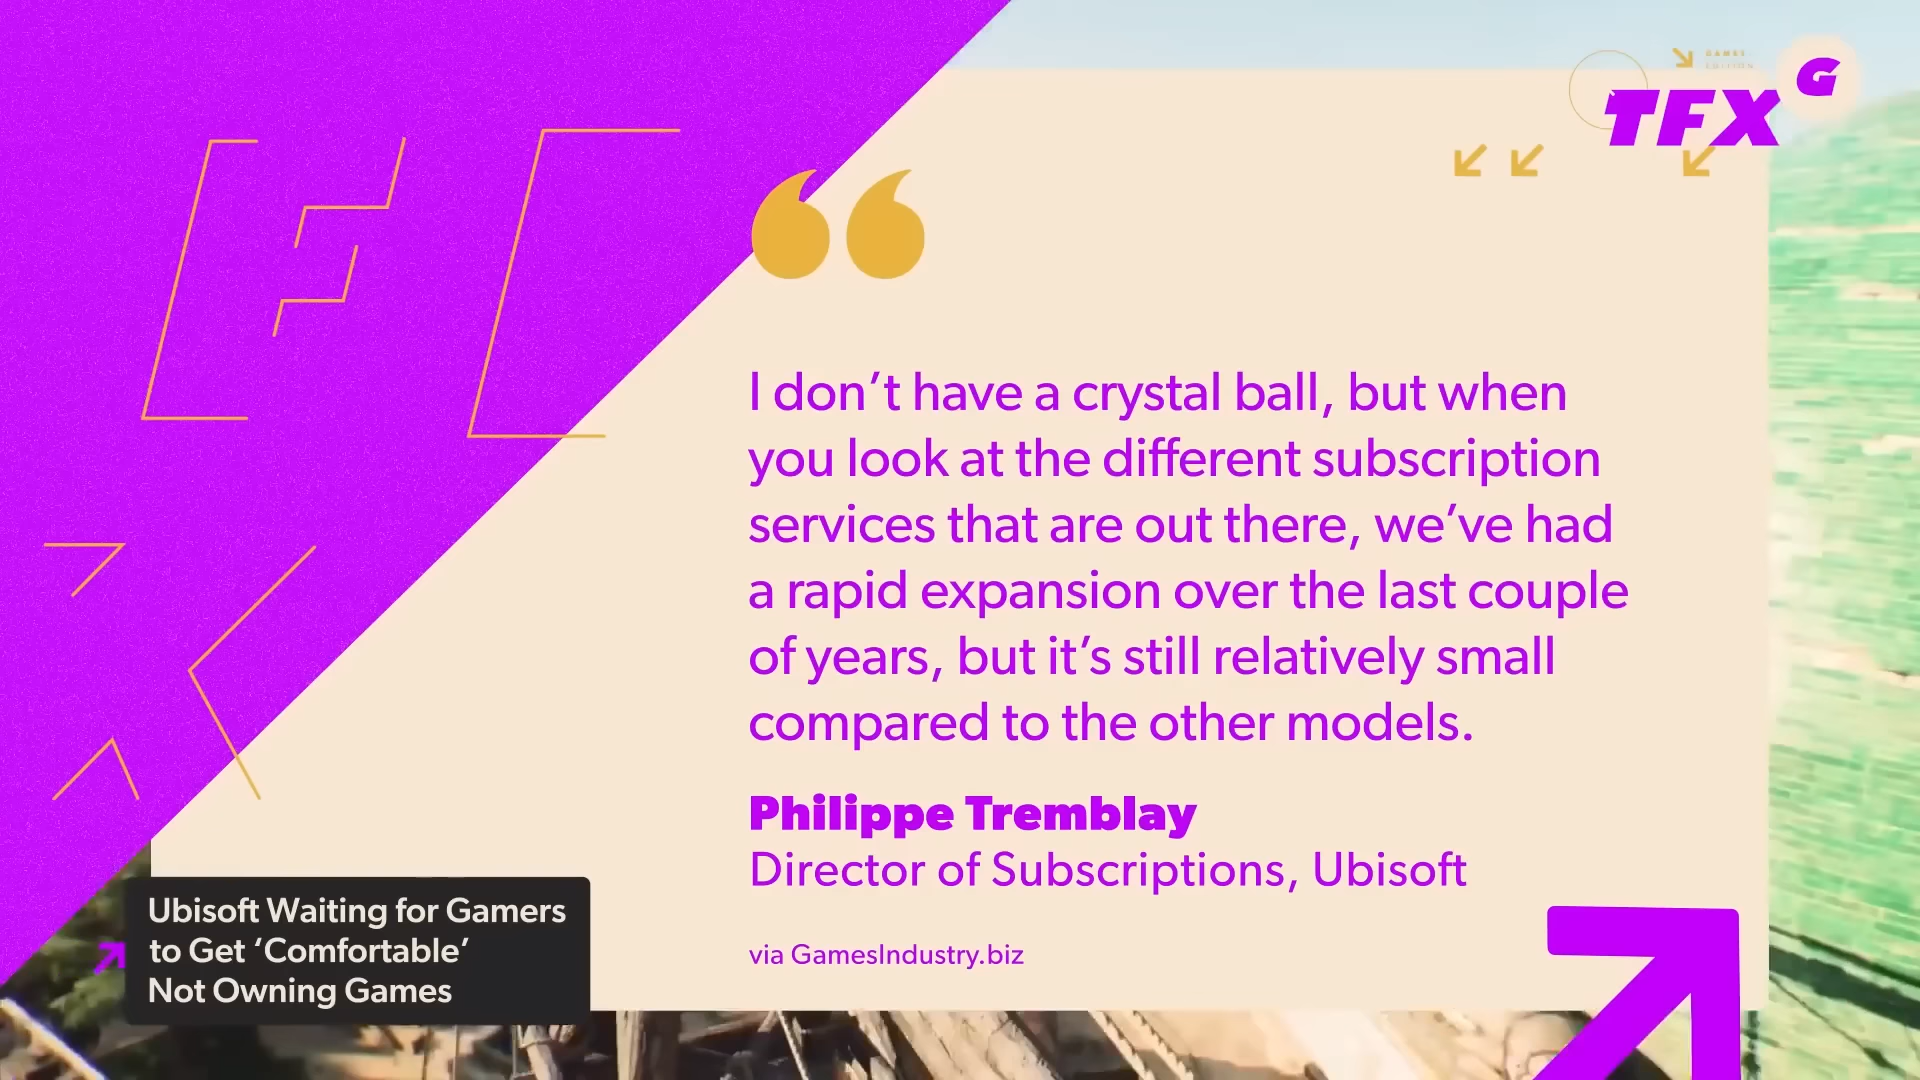 GAMES
EDITION
TFX G
“
I don’t have a crystal ball, but when
you look at the different subscription
services that are out there, we’ve had
a rapid expansion over the last couple
of years, but it’s still relatively small
compared to the other models.
Philippe Tremblay
Director of Subscriptions, Ubisoft
via GamesIndustry.biz
Ubisoft Waiting for Gamers
to Get ‘Comfortable’
Not Owning Games